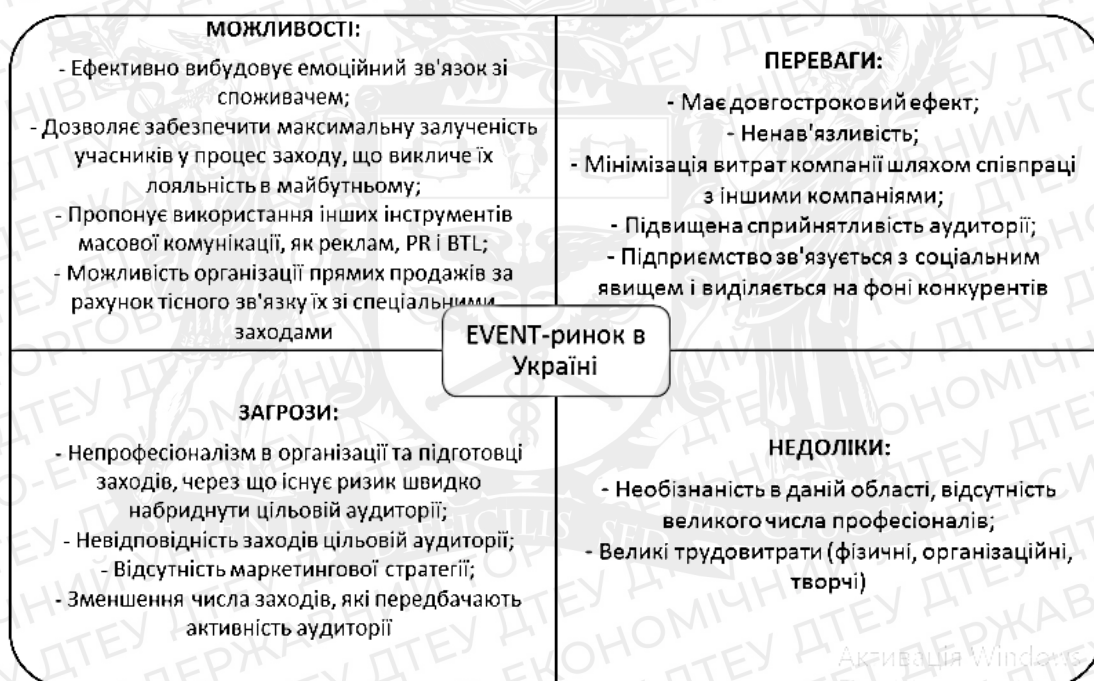 МОЖЛИВОСТІ:
- Ефективно вибудовує емоційний зв'язок зі
споживачем;
- Дозволяє забезпечити максимальну залученість
учасників у процес заходу, що викличе їх
лояльність в майбутньому;
- Пропонує використання інших інструментів
масової комунікації, як реклам, PR і BTL;
- Можливість організації прямих продажів за
рахунок тісного зв'язку їх зі спеціальними
заходами
ПЕРЕВАГИ:
- Має довгостроковий ефект;
- Ненав'язливість;
- Мінімізація витрат компанії шляхом співпраці
з іншими компаніями;
- Підвищена сприйнятливість аудиторії;
- Підприємство зв'язується з соціальним
явищем і виділяється на фоні конкурентів
EVENT-ринок в
Україні
ЗАГРОЗИ:
- Непрофесіоналізм в організації та підготовці
заходів, через що існує ризик швидко
набриднути цільовій аудиторії;
- Невідповідність заходів цільовій аудиторії;
- Відсутність маркетингової стратегії;
- Зменшення числа заходів, які передбачають
активність аудиторії
НЕДОЛІКИ:
- Необізнаність в даній області, відсутність
великого числа професіоналів;
- Великі трудовитрати (фізичні, організаційні,
творчі)
Активація Windows